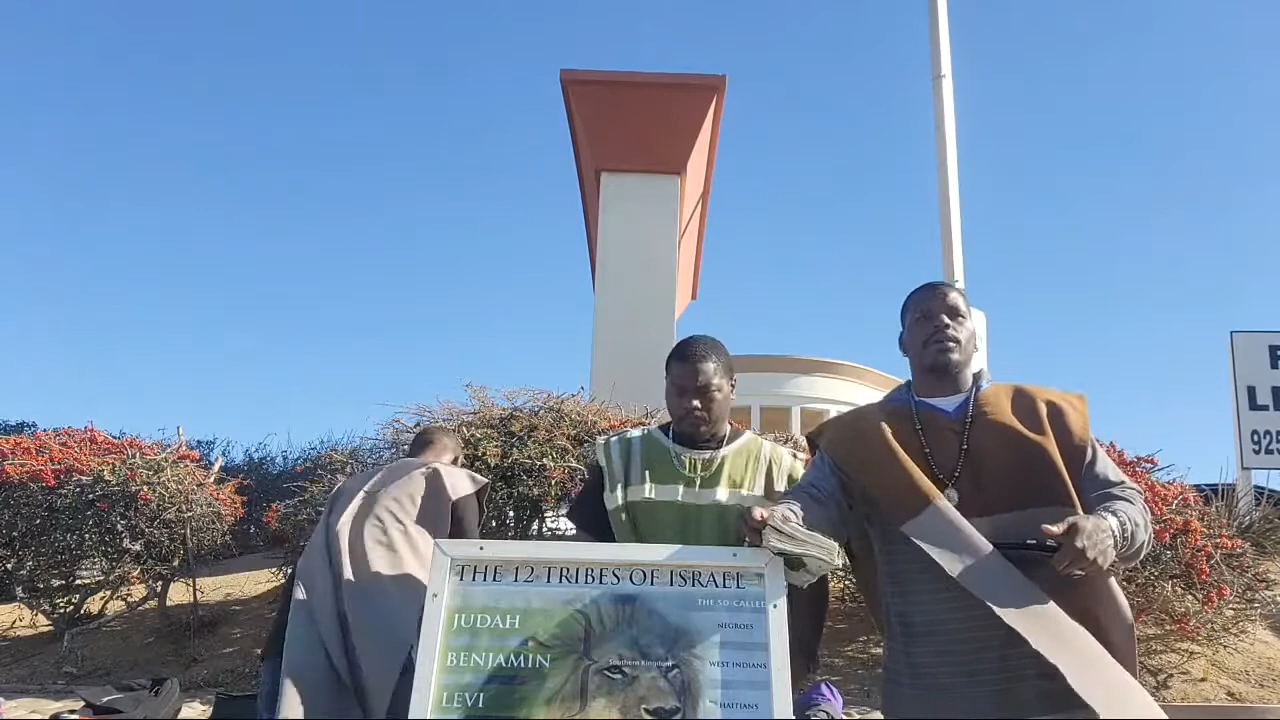 THE 12 TRIBES OF ISRAEL
THE SO-CALLED
JUDAH
NEGROES
Southern Kingdom
BENJAMIN
WEST INDIANS
LEVI
HAITIANS
925